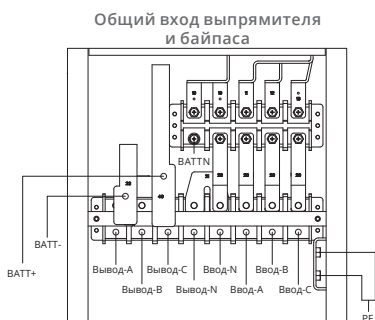 Общий вход выпрямителя
и байпаса
BATTN
BATT-
BATT+
Вывод-A
Вывод-B
Вывод-C
Вывод-N
Ввод-N
Ввод-A
Ввод-B
Ввод-C
PE